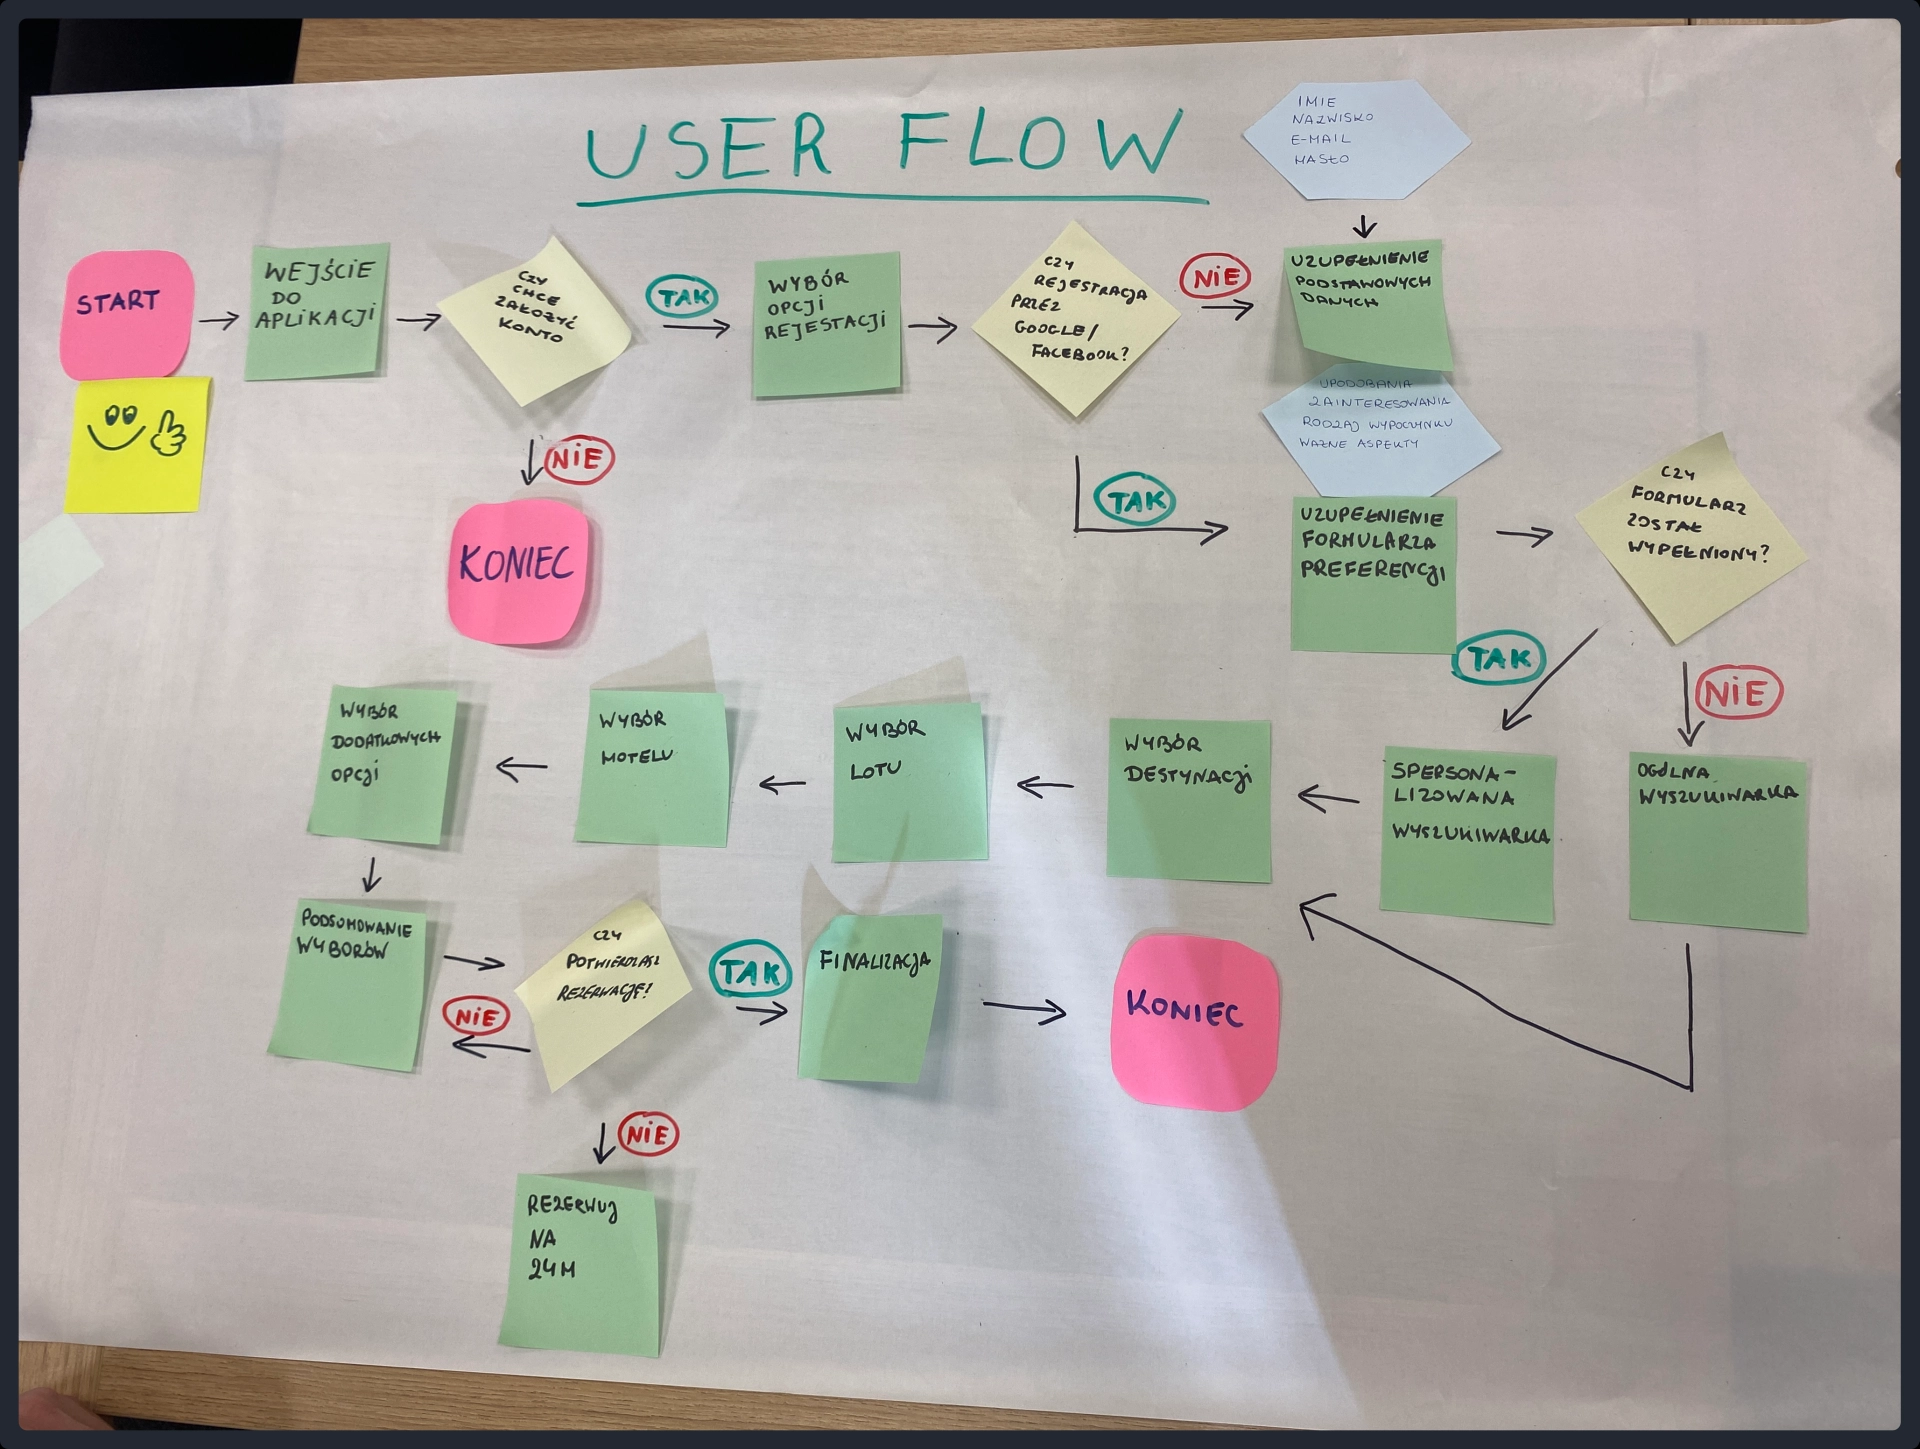 USER FLOW
IMIE
NAZWISKO
E-MAIL
HASŁO
START
WEJŚCIE
DO
APLIKACJI
CZY
CHCE
ZAŁOŻYĆ
KONTO
TAK
WYBÓR
OPCJI
REJESTACJI
CZY
REJESTRACJA
PRZEZ
GOOGLE/
FACEBOOK?
NIE
UZUPEŁNIENIE
PODSTAWOWYCH
DANYCH
NIE
KONIEC
TAK
UPODOBANIA
ZAINTERESOWANIA
RODZAJ WYPOCZYNKU
WAŻNE ASPEKTY
UZUPEŁNIENIE
FORMULARZA
PREFERENCJI
CZY
FORMULARZ
ZOSTAŁ
WYPEŁNIONY?
TAK
NIE
WYBÓR
DODATKOWYCH
OPCJI
WYBÓR
HOTELU
WYBÓR
LOTU
WYBÓR
DESTYNACJI
SPERSONA-
LIZOWANA
WYSZUKIWARKA
OGÓLNA
WYSZUKIWARKA
PODSUMOWANIE
WYBORÓW
NIE
CZY
POTWIERDZASZ
REZERWACJĘ?
TAK
FINALIZACJA
KONIEC
NIE
REZERWUJ
NA
24H